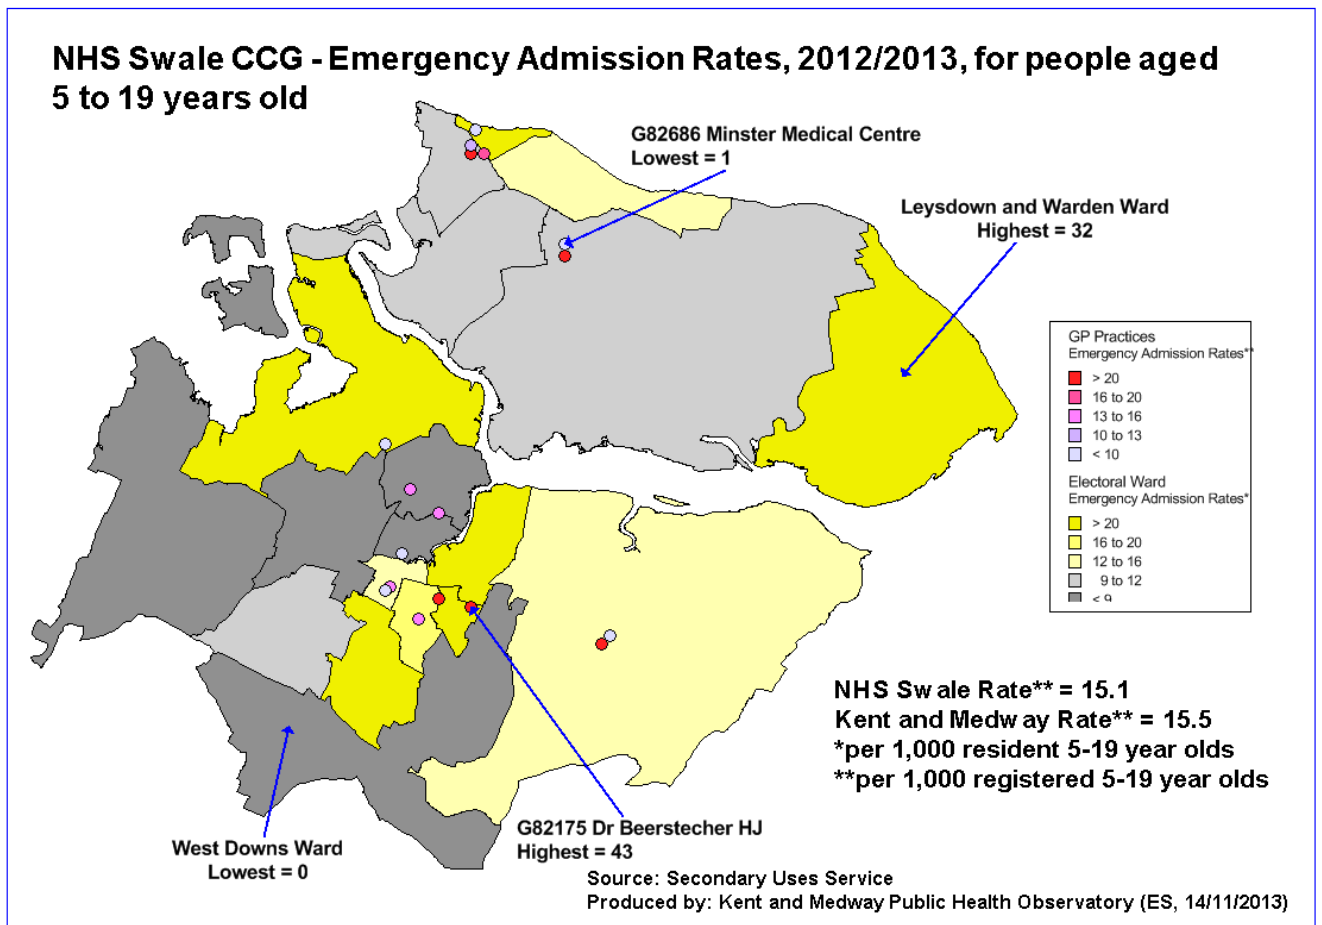 NHS Swale CCG - Emergency Admission Rates, 2012/2013, for people aged
5 to 19 years old
G82686 Minster Medical Centre
Lowest = 1
Leysdown and Warden Ward
Highest = 32
GP Practices
Emergency Admission Rates**
> 20
16 to 20
13 to 16
10 to 13
< 10
Electoral Ward
Emergency Admission Rates*
> 20
16 to 20
12 to 16
9 to 12
< 9
NHS Swale Rate** = 15.1
Kent and Medway Rate** = 15.5
*per 1,000 resident 5-19 year olds
**per 1,000 registered 5-19 year olds
West Downs Ward
Lowest = 0
G82175 Dr Beerstecher HJ
Highest = 43
Source: Secondary Uses Service
Produced by: Kent and Medway Public Health Observatory (ES, 14/11/2013)